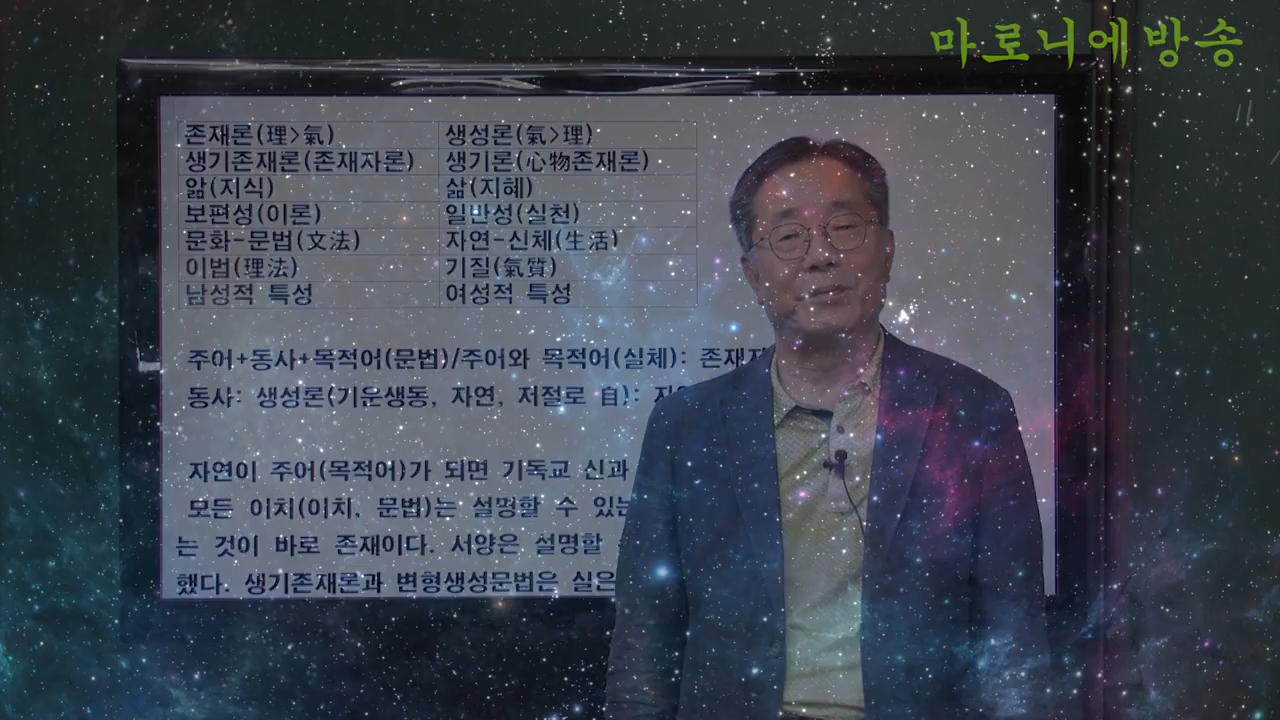 마로니에방송
존재론(理>氣) 생성론(氣>理)
생기존재론(존재자론) 생기론(心物존재론)
앎(지식) 삶(지혜)
보편성(이론) 일반성(실천)
문화-문법(文法) 자연-신체(生活)
이법(理法) 기질(氣質)
남성적 특성 여성적 특성
주어+동사+목적어(문법)/주어와 목적어(실체): 존재자
동사: 생성론(기운생동, 자연, 저절로 自):
자연이 주어(목적어)가 되면 기독교 신과
모든 이치(이치, 문법)는 설명할 수 있는
는 것이 바로 존재이다. 서양은 설명할
했다. 생기존재론과 변형생성문법은 실은